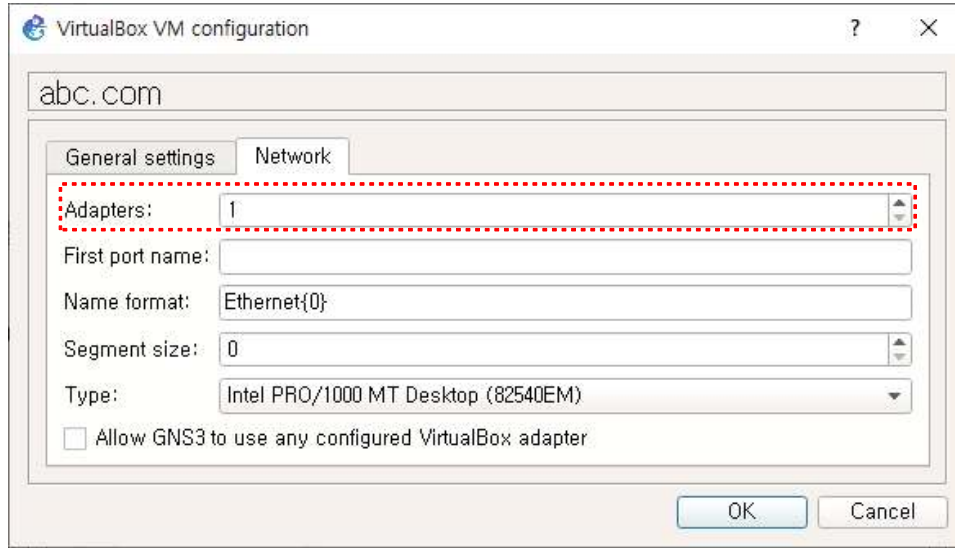 VirtualBox VM configuration
abc.com
General settings Network
Adapters: 1
First port name:
Name format: Ethernet{0}
Segment size: 0
Type: Intel PRO/1000 MT Desktop (82540EM)
Allow GNS3 to use any configured VirtualBox adapter
OK Cancel